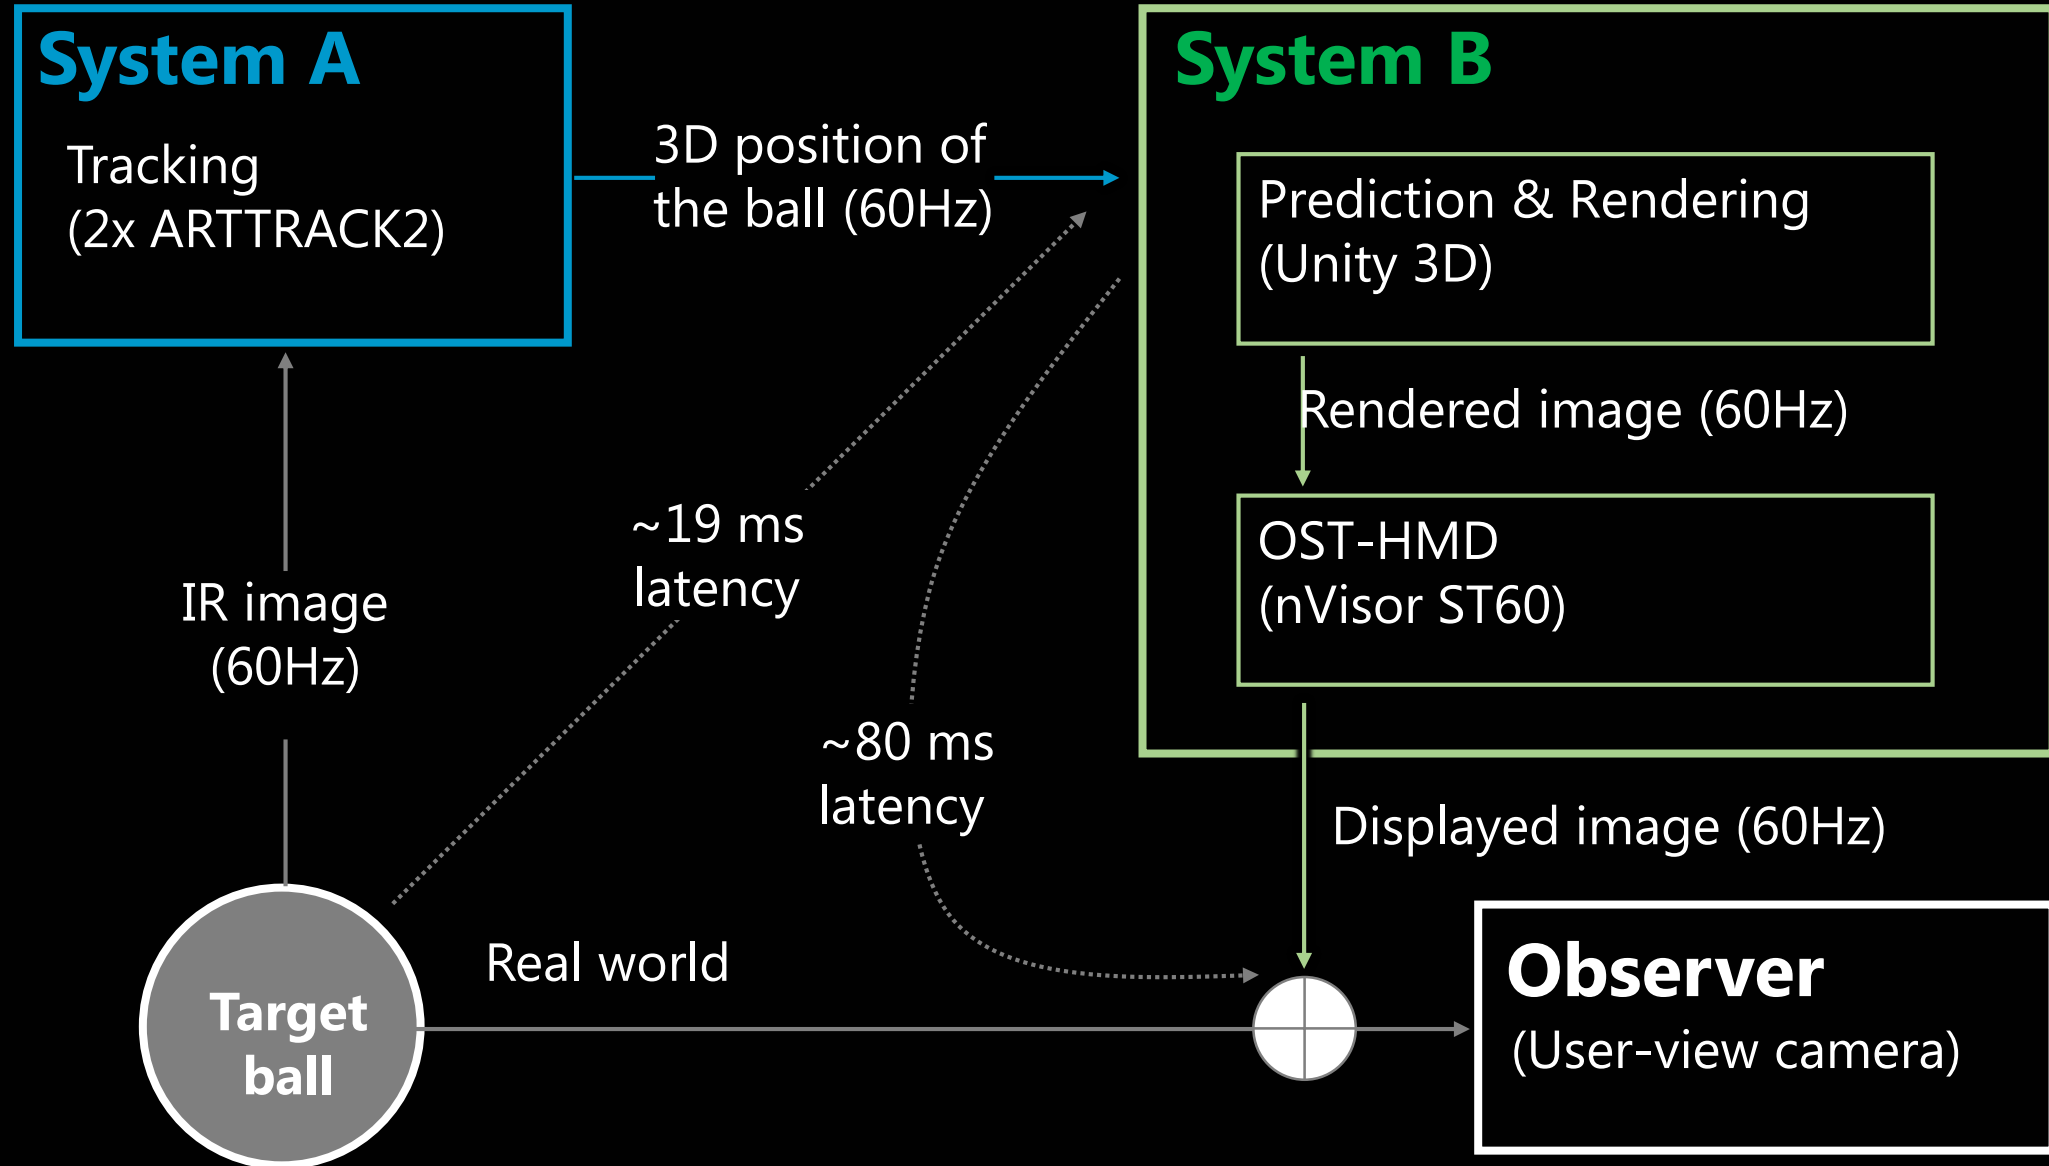 System A
Tracking
(2x ARTTRACK2)
3D position of
the ball (60Hz)
System B
Prediction & Rendering
(Unity 3D)
Rendered image (60Hz)
OST-HMD
(nVisor ST60)
~19 ms
latency
IR image
(60Hz)
~80 ms
latency
Displayed image (60Hz)
Real world
Target
ball
Observer
(User-view camera)